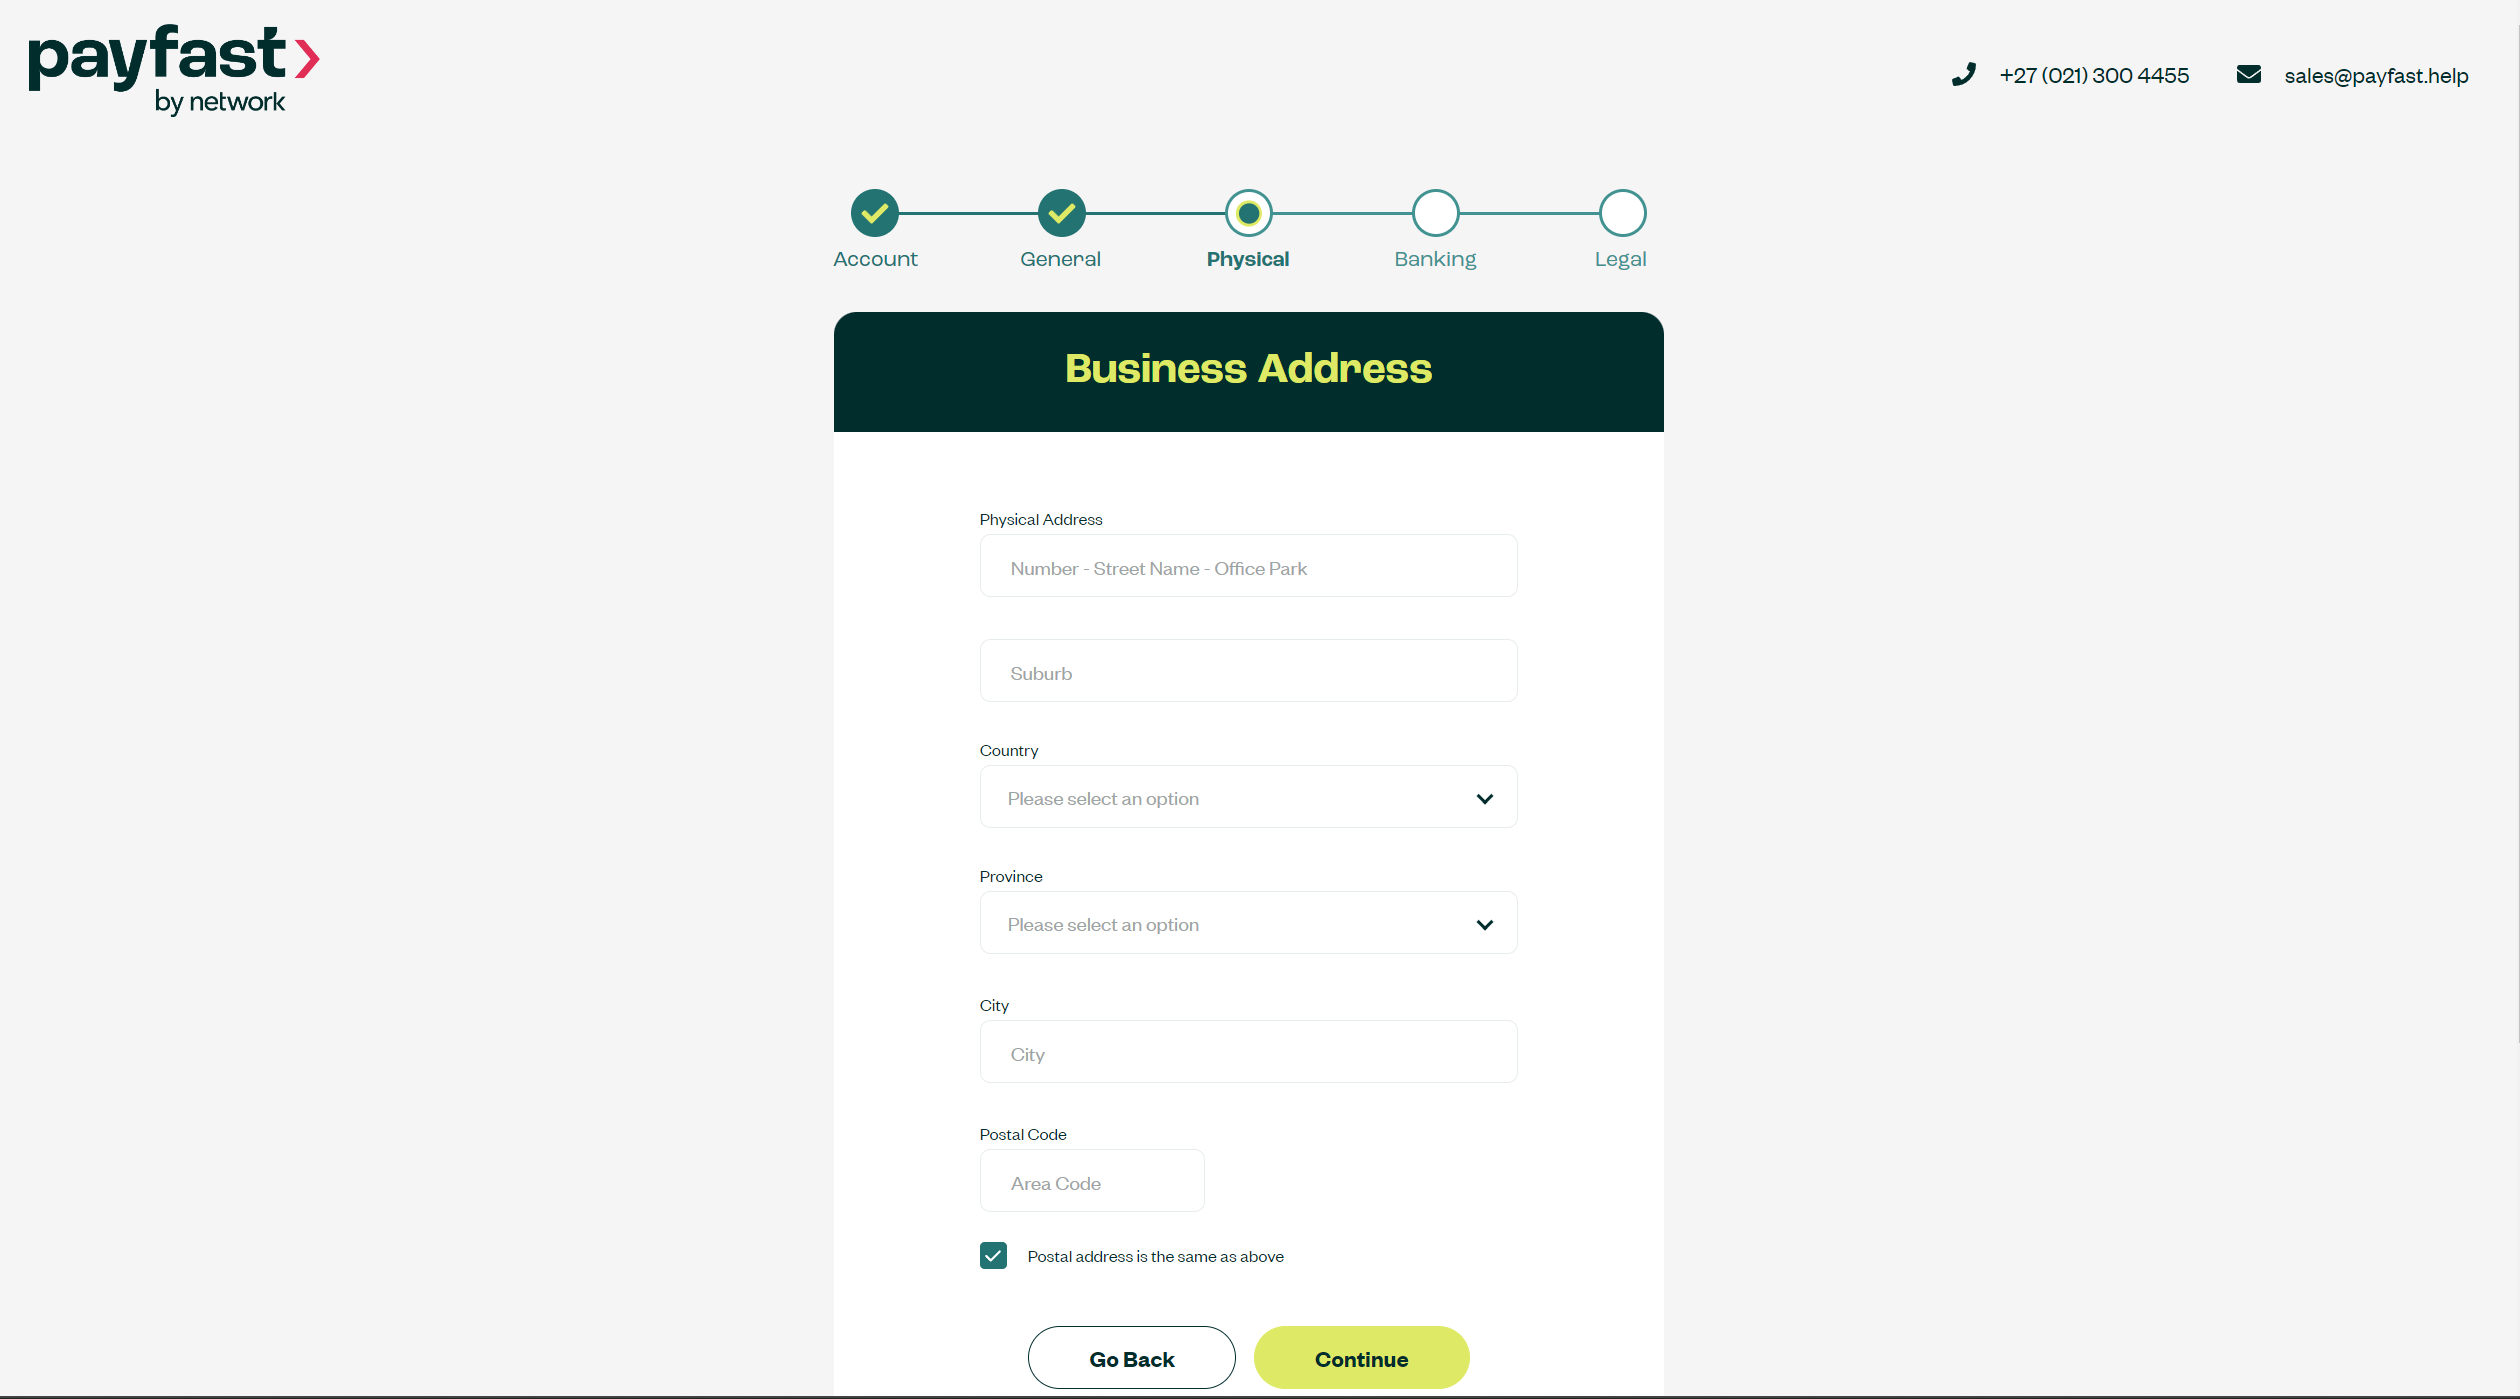 payfast
by network
+27 (021) 300 4455
sales@payfast.help
Account
General
Physical
Banking
Legal
Business Address
Physical Address
Number - Street Name - Office Park
Suburb
Country
Please select an option
Province
Please select an option
City
City
Postal Code
Area Code
Postal address is the same as above
Go Back
Continue